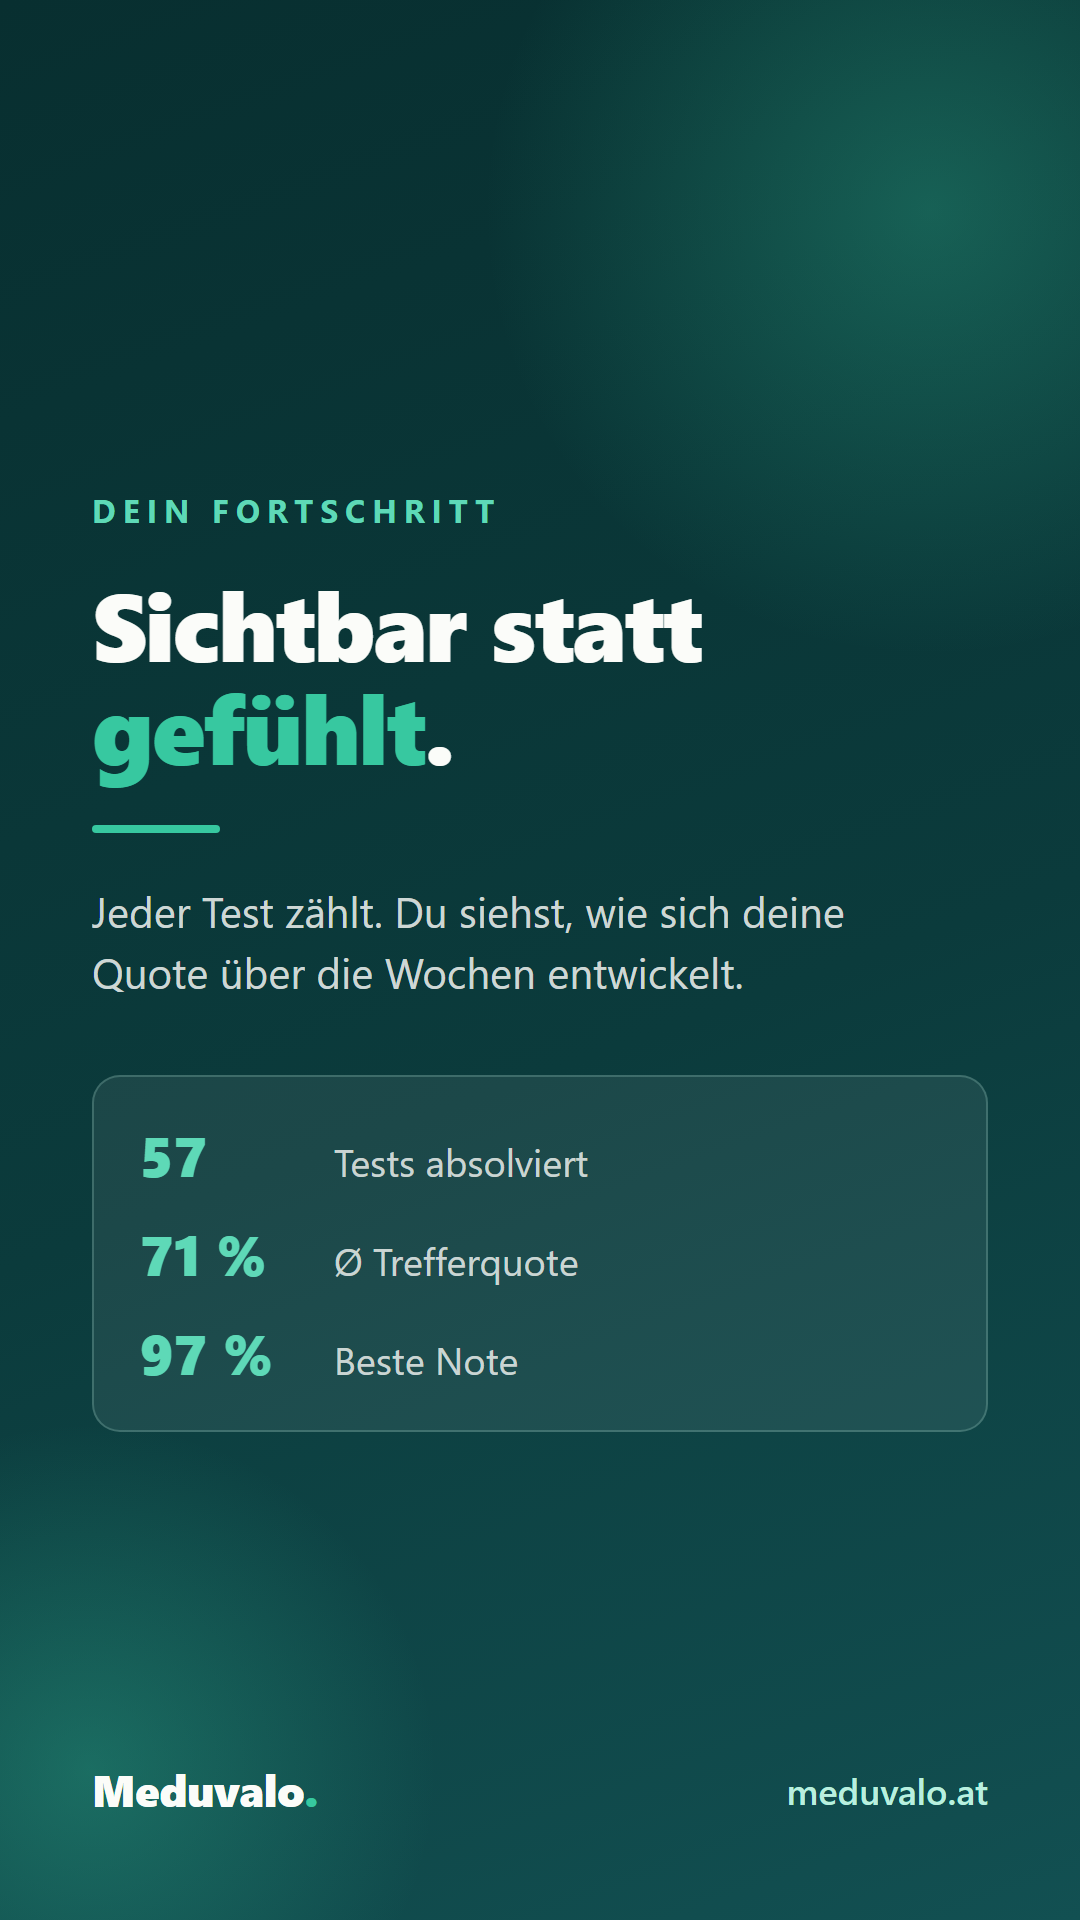 DEIN FORTSCHRITT
Sichtbar statt
gefühlt.
Jeder Test zählt. Du siehst, wie sich deine
Quote über die Wochen entwickelt.
57 Tests absolviert
71 % Ø Trefferquote
97 % Beste Note
Meduvalo. meduvalo.at